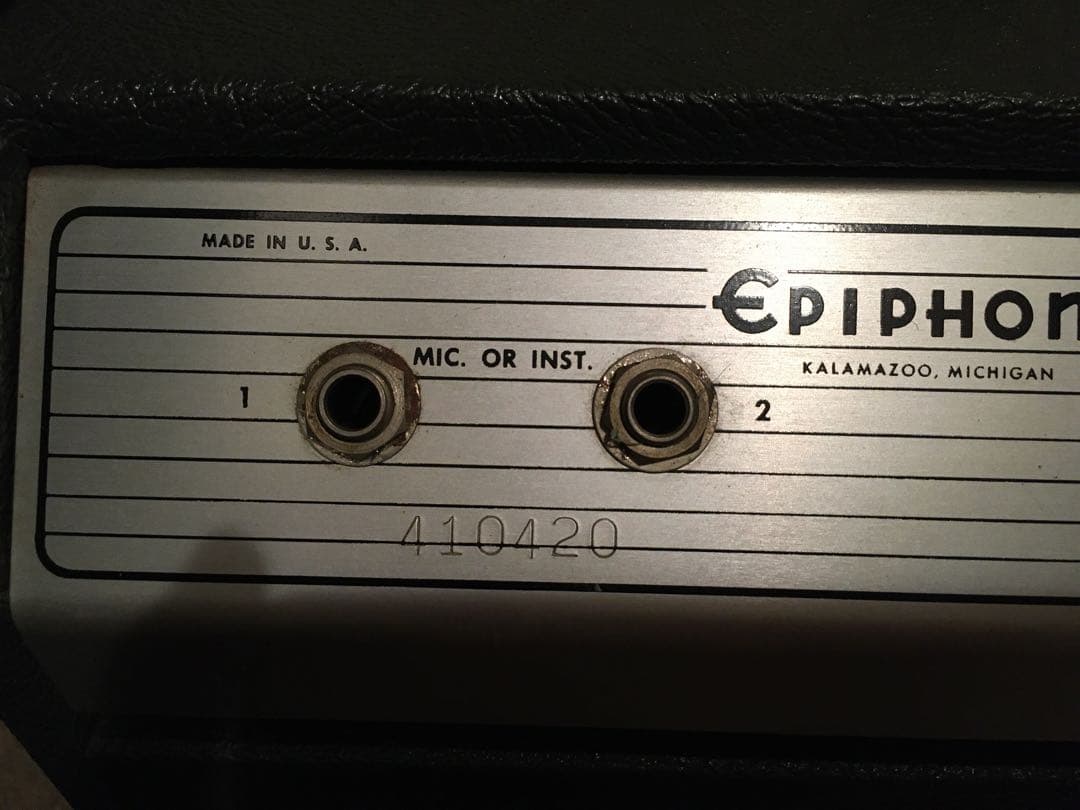 MADE IN U. S. A.
EPIPHON
KALAMAZOO, MICHIGAN
MIC. OR INST.
1
2
410420